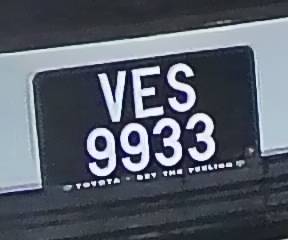 VES
9933
TOYOTA - GET THE FEELING